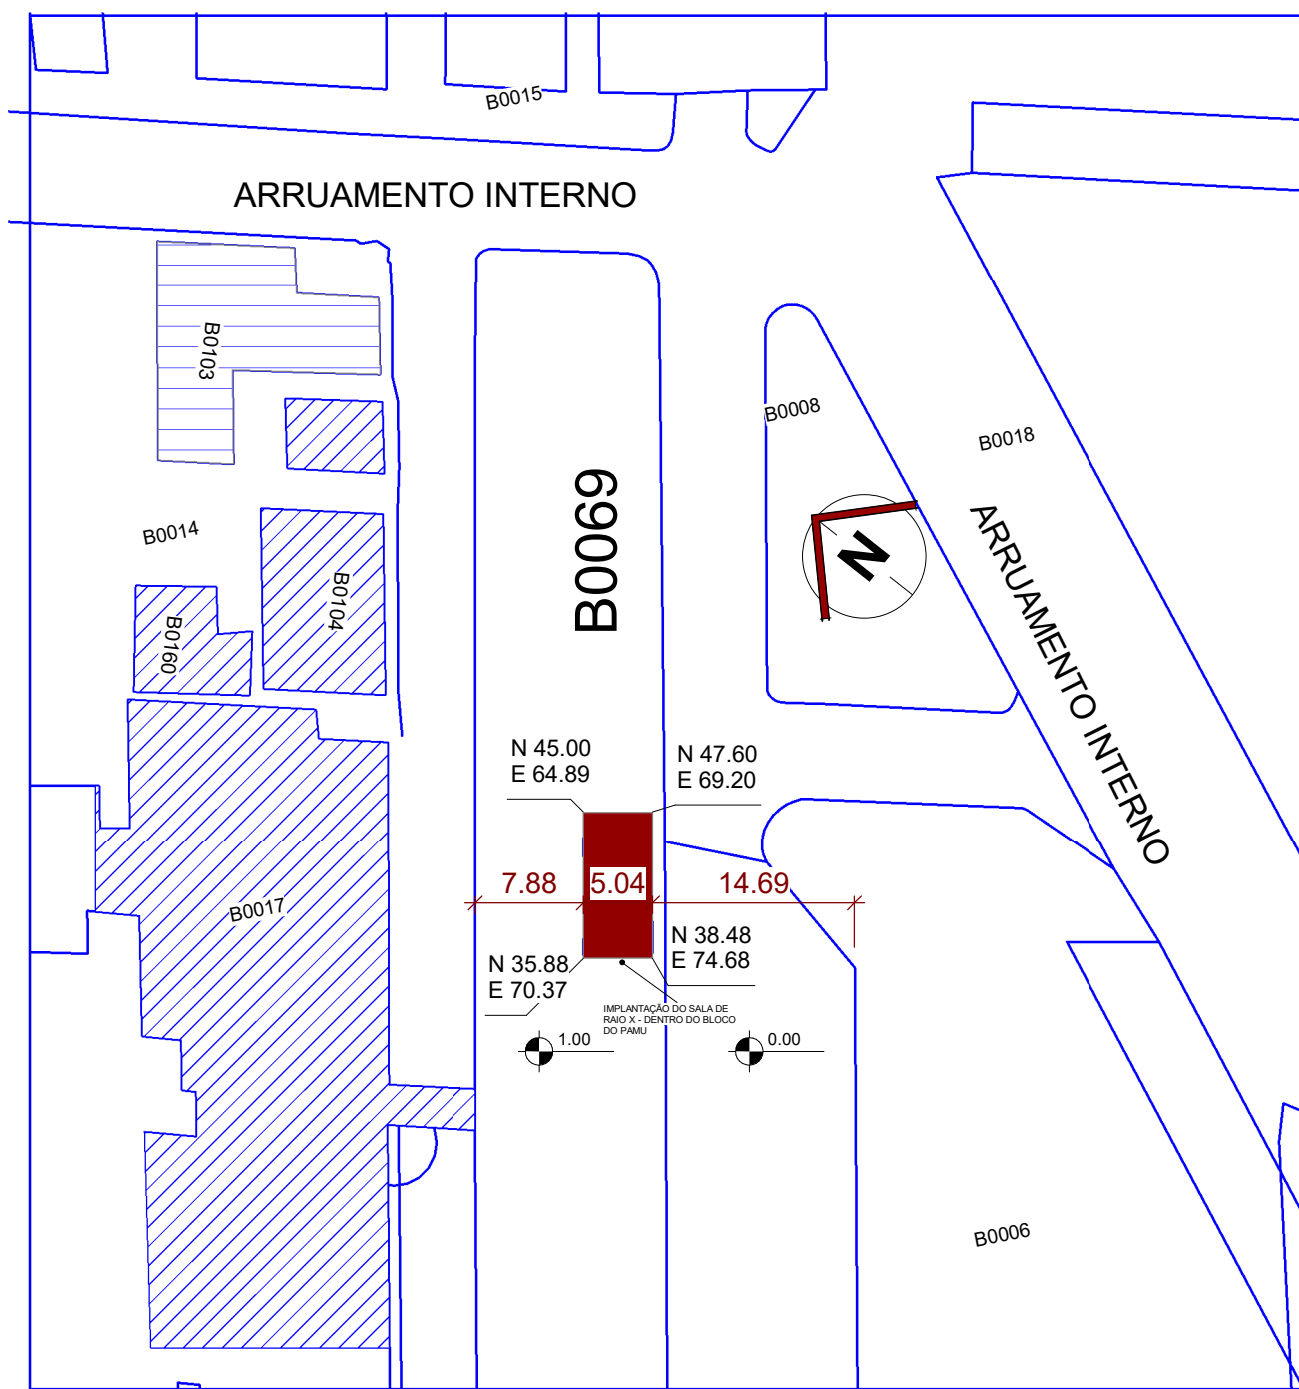 B0015
ARRUAMENTO INTERNO
B0103
B0008
B0018
B0069
B0014
N
ARRUAMENTO INTERNO
B0104
B0160
N 45.00
E 64.89
N 47.60
E 69.20
7.88
5.04
14.69
B0017
N 38.48
E 74.68
N 35.88
E 70.37
IMPLANTAÇÃO DO SALA DE
RAIO X - DENTRO DO BLOCO
DO PAMU
1.00
0.00
B0006